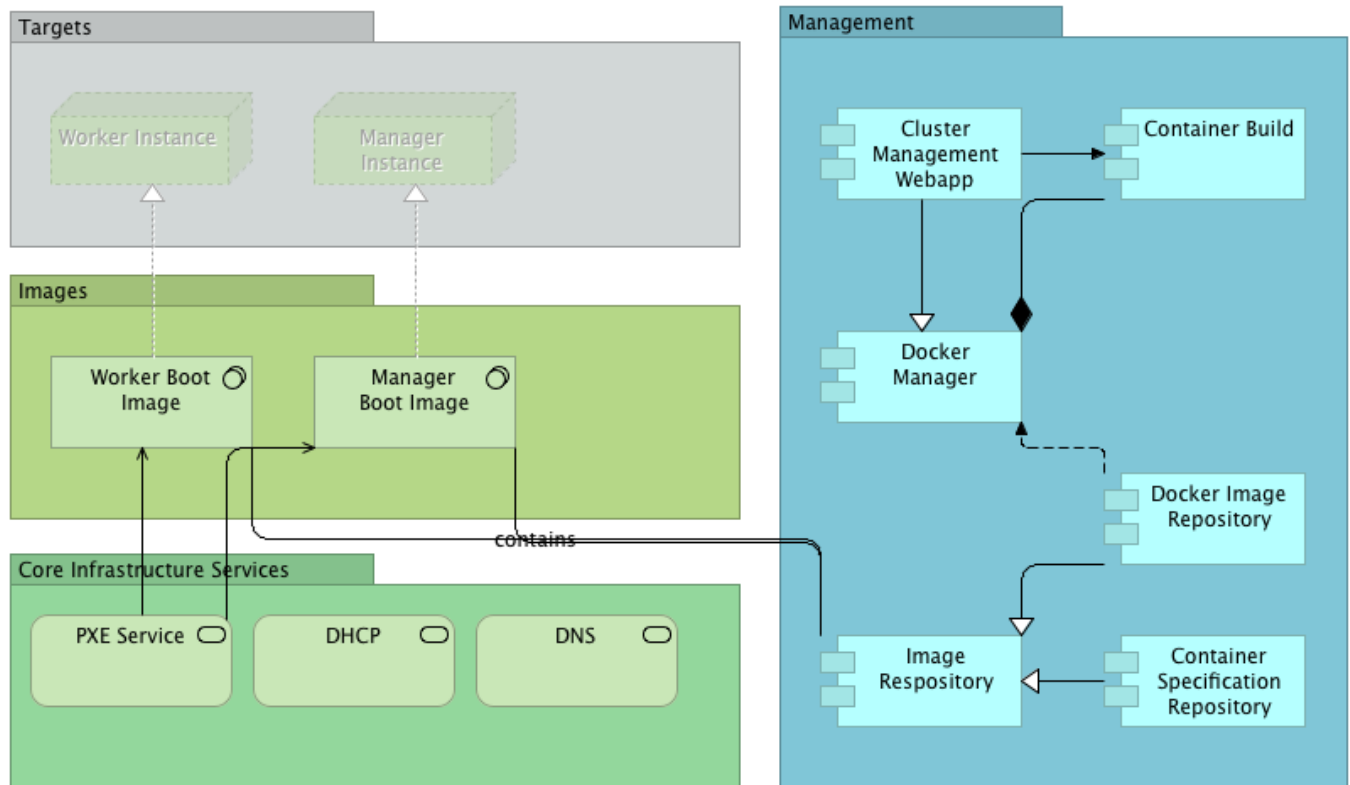 Targets
Worker Instance
Manager
Instance
Images
Worker Boot
Image
Manager
Boot Image
contains
Core Infrastructure Services
PXE Service
DHCP
DNS
Management
Cluster
Management
Webapp
Container Build
Docker
Manager
Docker Image
Repository
Image
Respository
Container
Specification
Repository